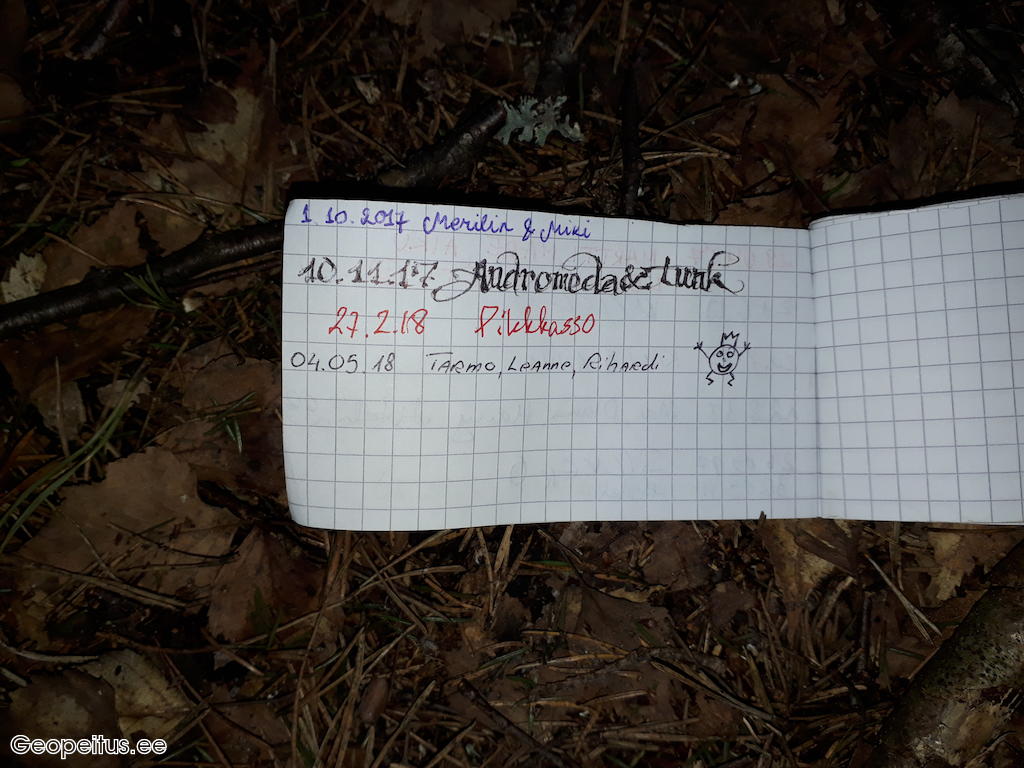 1.10.2017 Merilin & Miki
10.11.17 Andromeda & Lunk
27.2.18 Pikkkasso
04.05.18 TARMO, LeAnne, RiHARDi
Geopeitus.ee